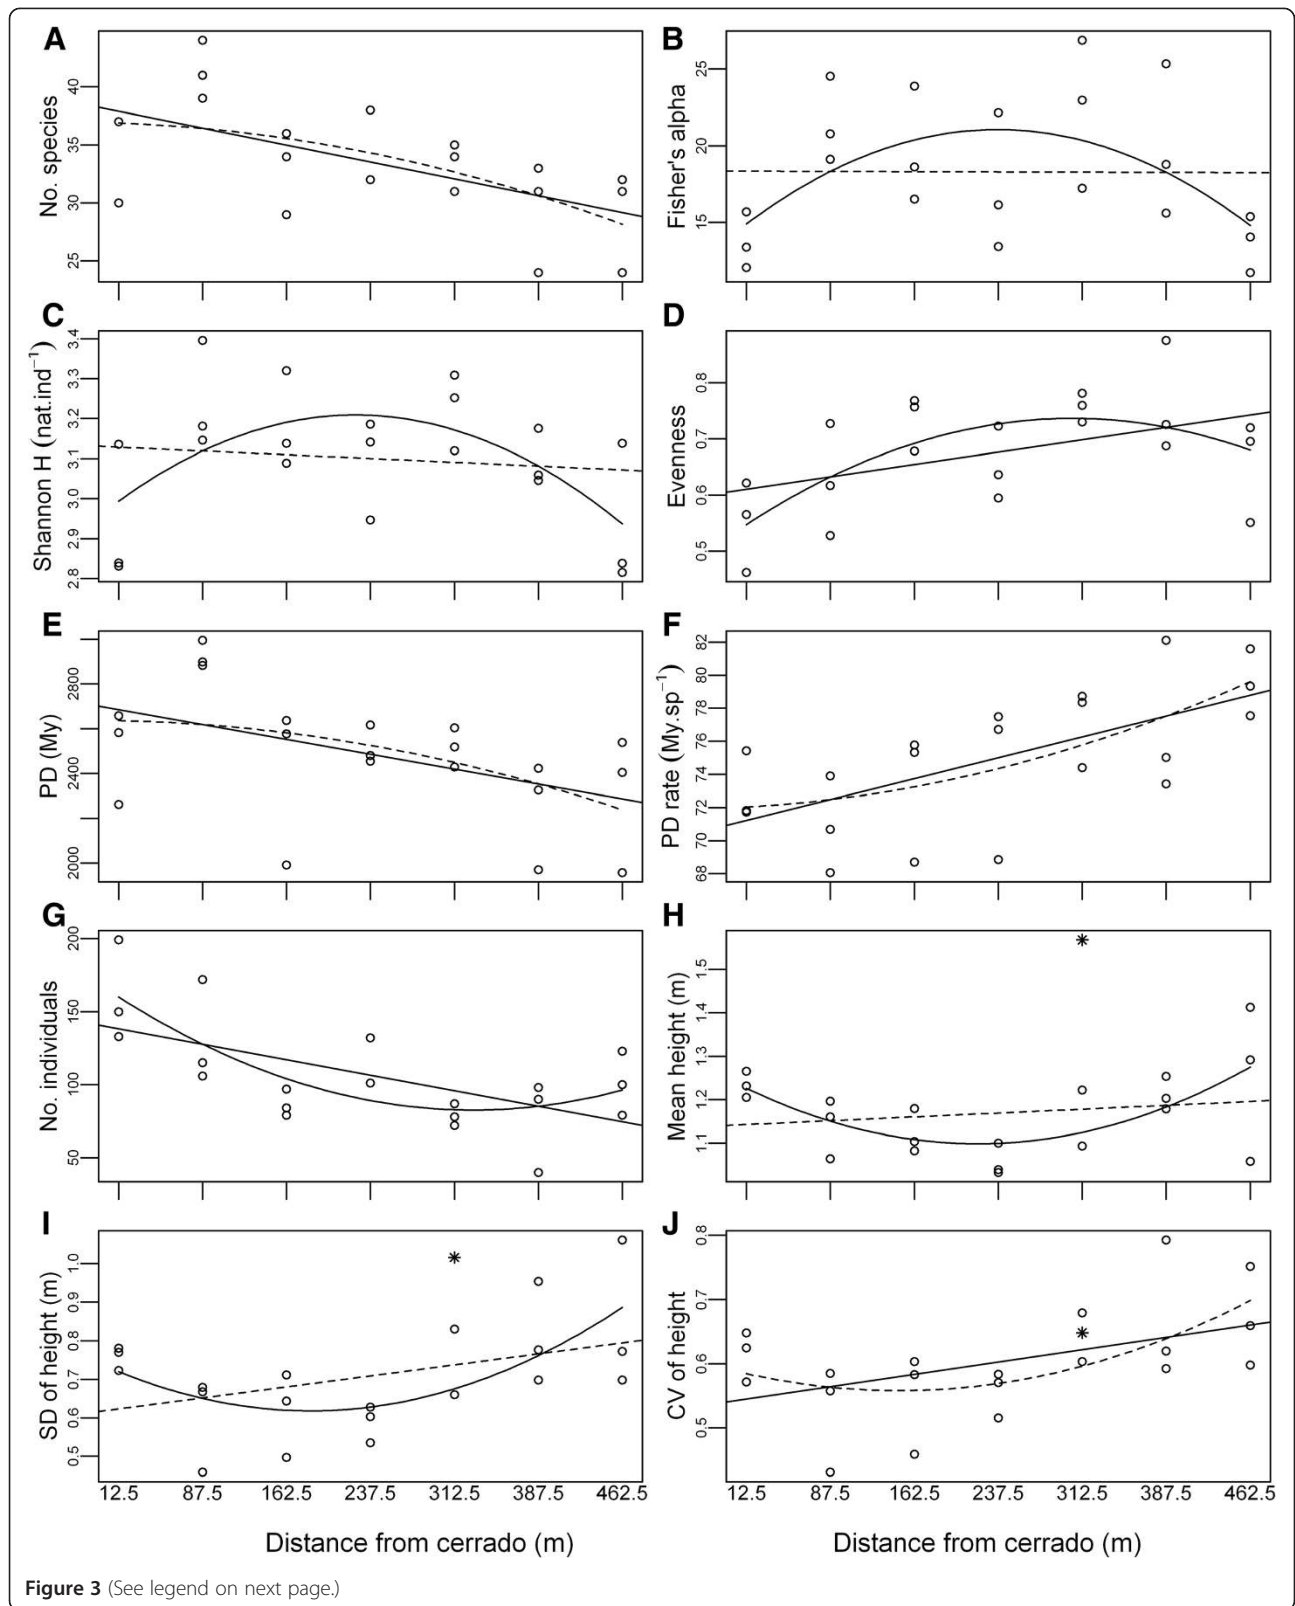 A
No. species
40
35
30
25
B
Fisher's alpha
25
20
15
C
Shannon H (nat.ind⁻¹)
3.4
3.3
3.2
3.1
3.0
2.9
2.8
D
Evenness
0.8
0.7
0.6
0.5
E
PD (My)
2800
2400
2000
F
PD rate (My.sp⁻¹)
82
80
78
76
74
72
70
68
G
No. individuals
200
150
100
50
H
Mean height (m)
1.5
1.4
1.3
1.2
1.1
I
SD of height (m)
1.0
0.9
0.8
0.7
0.6
0.5
J
CV of height
0.8
0.7
0.6
0.5
12.5 87.5 162.5 237.5 312.5 387.5 462.5
12.5 87.5 162.5 237.5 312.5 387.5 462.5
Distance from cerrado (m)
Distance from cerrado (m)
Figure 3 (See legend on next page.)